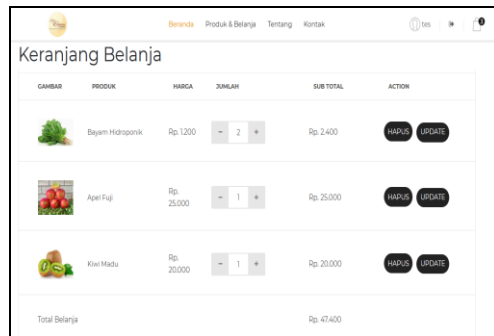 Beranda Produk & Belanja Tentang Kontak tes
Keranjang Belanja
GAMBAR PRODUK HARGA JUMLAH SUB TOTAL ACTION
Bayam Hidroponik Rp. 1.200 - 2 + Rp. 2.400 HAPUS UPDATE
Apel Fuji Rp. 25.000 - 1 + Rp. 25.000 HAPUS UPDATE
Kiwi Madu Rp. 20.000 - 1 + Rp. 20.000 HAPUS UPDATE
Total Belanja Rp. 47.400